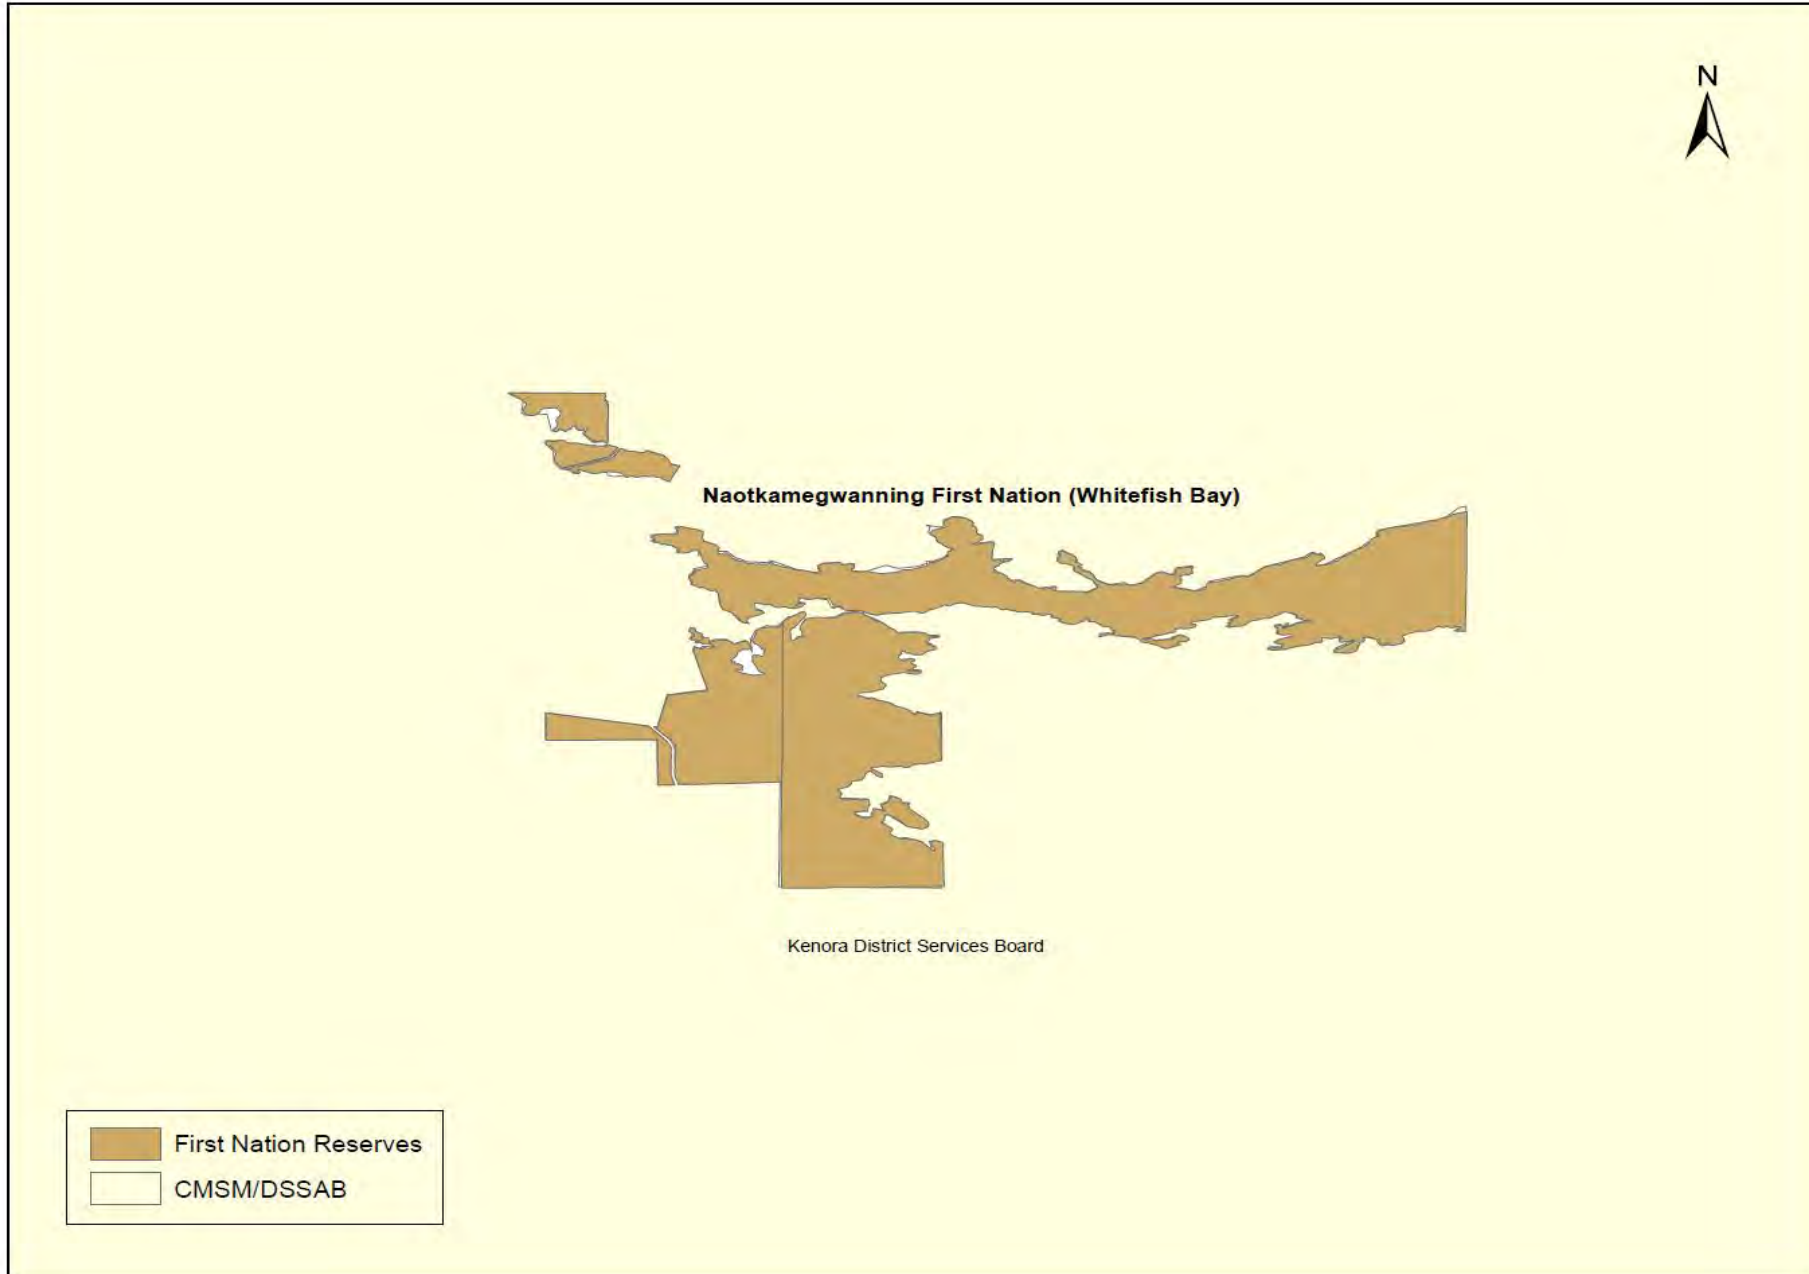 N
Naotkamegwanning First Nation (Whitefish Bay)
Kenora District Services Board
First Nation Reserves
CMSM/DSSAB